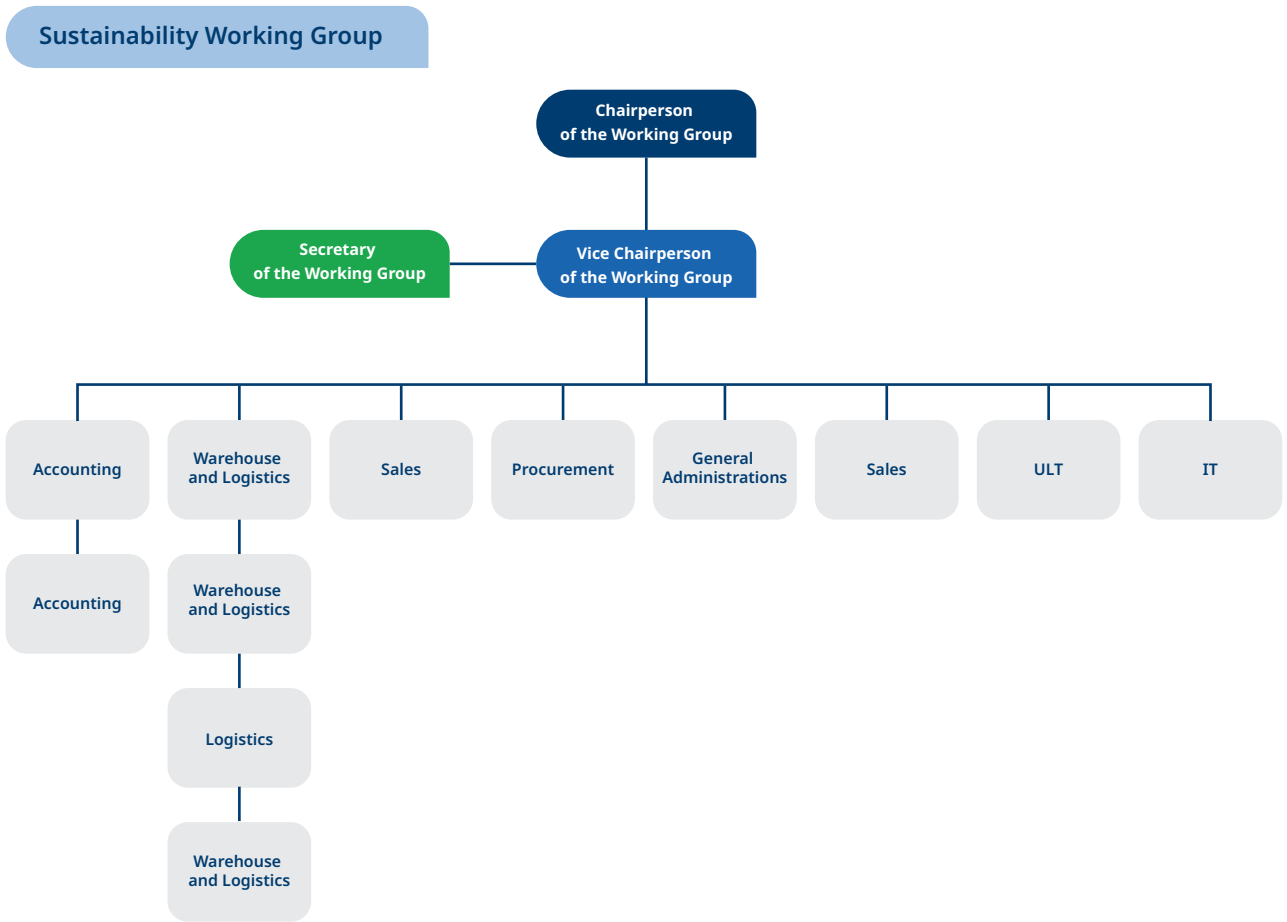 Sustainability Working Group
Chairperson
of the Working Group
Secretary
of the Working Group
Vice Chairperson
of the Working Group
Accounting
Warehouse
and Logistics
Sales
Procurement
General
Administrations
Sales
ULT
IT
Accounting
Warehouse
and Logistics
Logistics
Warehouse
and Logistics